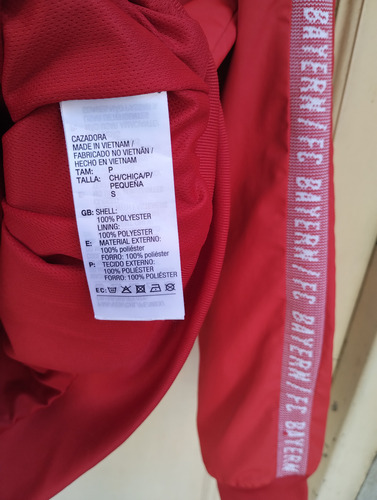 CAZADORA
MADE IN VIETNAM /
FABRICADO NO VIETNÃ /
HECHO EN VIETNAM
TAM: P
TALLA: CH/CHICA/P/
PEQUEÑA
S
GB: SHELL:
100% POLYESTER
LINING:
100% POLYESTER
E: MATERIAL EXTERNO:
100% poliéster
FORRO: 100% poliéster
P: TECIDO EXTERNO:
100% poliéster
FORRO: 100% poliéster
EC:
BAYERN / FC BAYERN / FC BAYERN / FC BAYERN